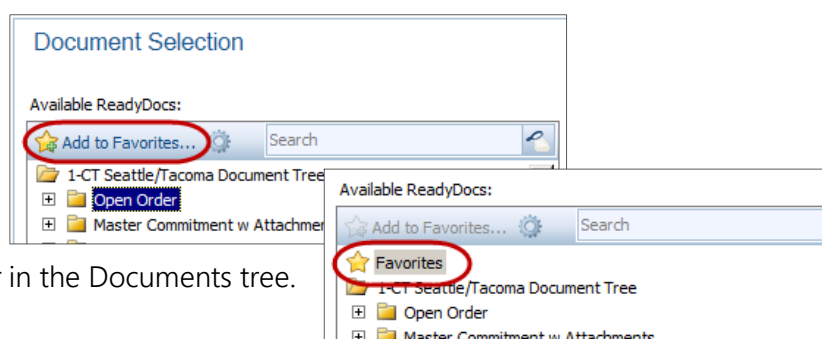 Document Selection
Available ReadyDocs:
Add to Favorites...
Search
1-CT Seattle/Tacoma Document Tree
Open Order
Master Commitment w
in the Documents tree.
Available ReadyDocs:
Add to Favorites...
Search
Favorites
1-CT Seattle/Tacoma Document Tree
Open Order
Master Commitment w Attachments